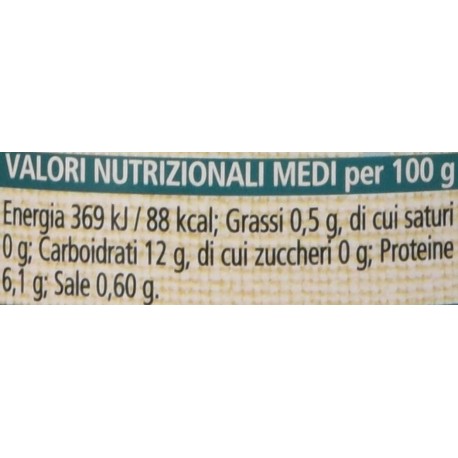 VALORI NUTRIZIONALI MEDI per 100 g
Energia 369 kJ / 88 kcal; Grassi 0,5 g, di cui saturi
0 g; Carboidrati 12 g, di cui zuccheri 0 g; Proteine
6,1 g; Sale 0,60 g.